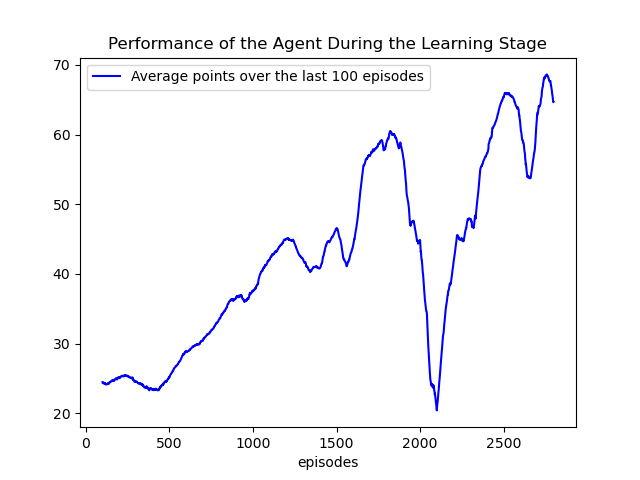 Performance of the Agent During the Learning Stage
Average points over the last 100 episodes
70
60
50
40
30
20
0 500 1000 1500 2000 2500
episodes